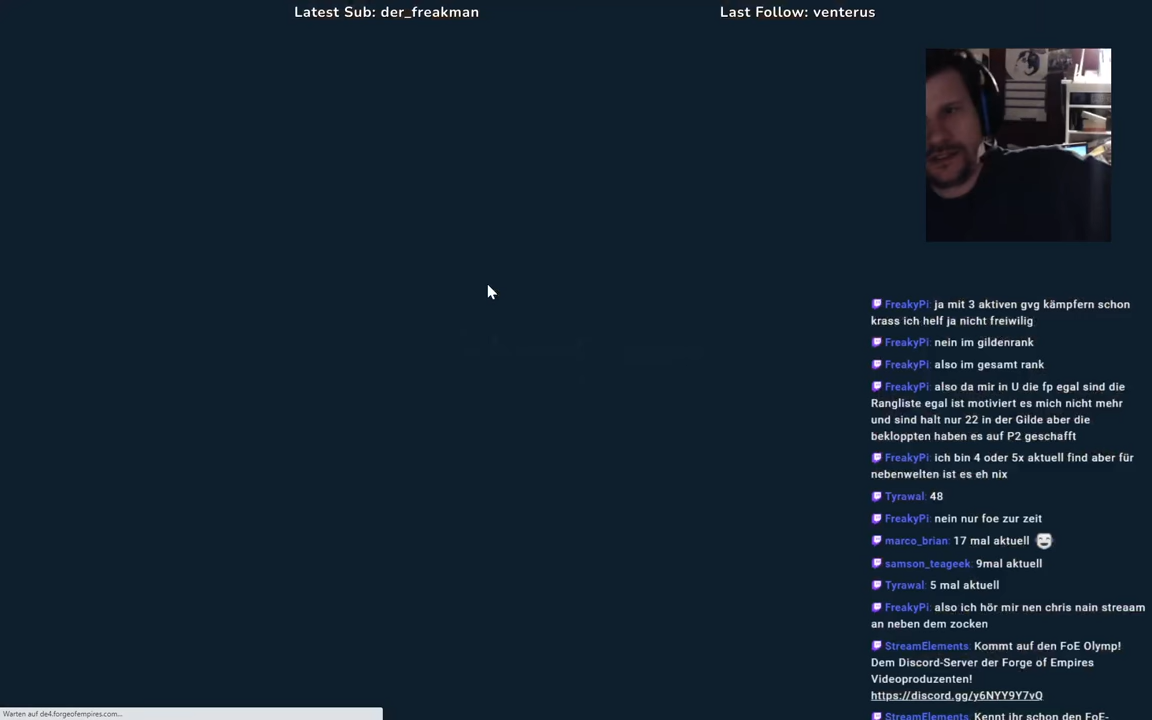 Latest Sub: der_freakman
Last Follow: venterus
FreakyPi: ja mit 3 aktiven gvg kämpfern schon
krass ich helf ja nicht freiwilig
FreakyPi: nein im gildenrank
FreakyPi: also im gesamt rank
FreakyPi: also da mir in U die fp egal sind die
Rangliste egal ist motiviert es mich nicht mehr
und sind halt nur 22 in der Gilde aber die
bekloppten haben es auf P2 geschafft
FreakyPi: ich bin 4 oder 5x aktuell find aber für
nebenwelten ist es eh nix
Tyrawal: 48
FreakyPi: nein nur foe zur zeit
marco_brian: 17 mal aktuell
samson_teageek: 9mal aktuell
Tyrawal: 5 mal aktuell
FreakyPi: also ich hör mir nen chris nain streaam
an neben dem zocken
StreamElements: Kommt auf den FoE Olymp!
Dem Discord-Server der Forge of Empires
Videoproduzenten!
https://discord.gg/y6NYY9Y7vQ
StreamElements: Kennt ihr schon den FoE-
Warten auf de4.forgeofempires.com...